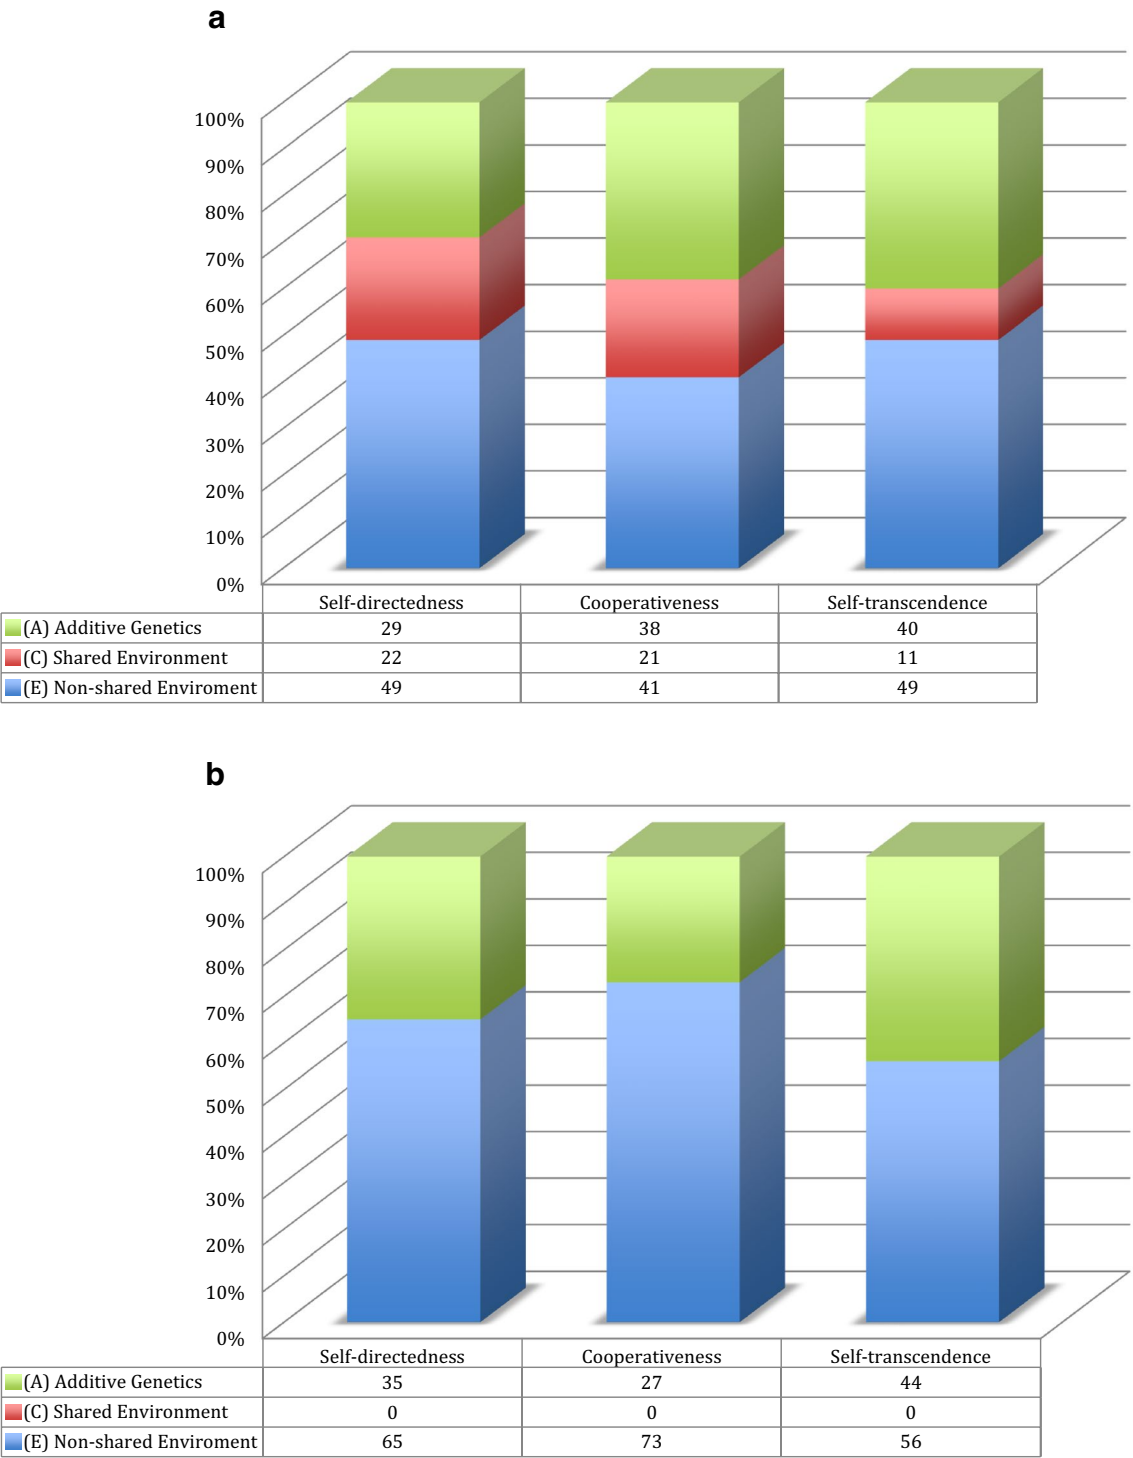 a
100%
90%
80%
70%
60%
50%
40%
30%
20%
10%
0%
Self-directedness Cooperativeness Self-transcendence
(A) Additive Genetics 29 38 40
(C) Shared Environment 22 21 11
(E) Non-shared Enviroment 49 41 49
b
100%
90%
80%
70%
60%
50%
40%
30%
20%
10%
0%
Self-directedness Cooperativeness Self-transcendence
(A) Additive Genetics 35 27 44
(C) Shared Environment 0 0 0
(E) Non-shared Enviroment 65 73 56